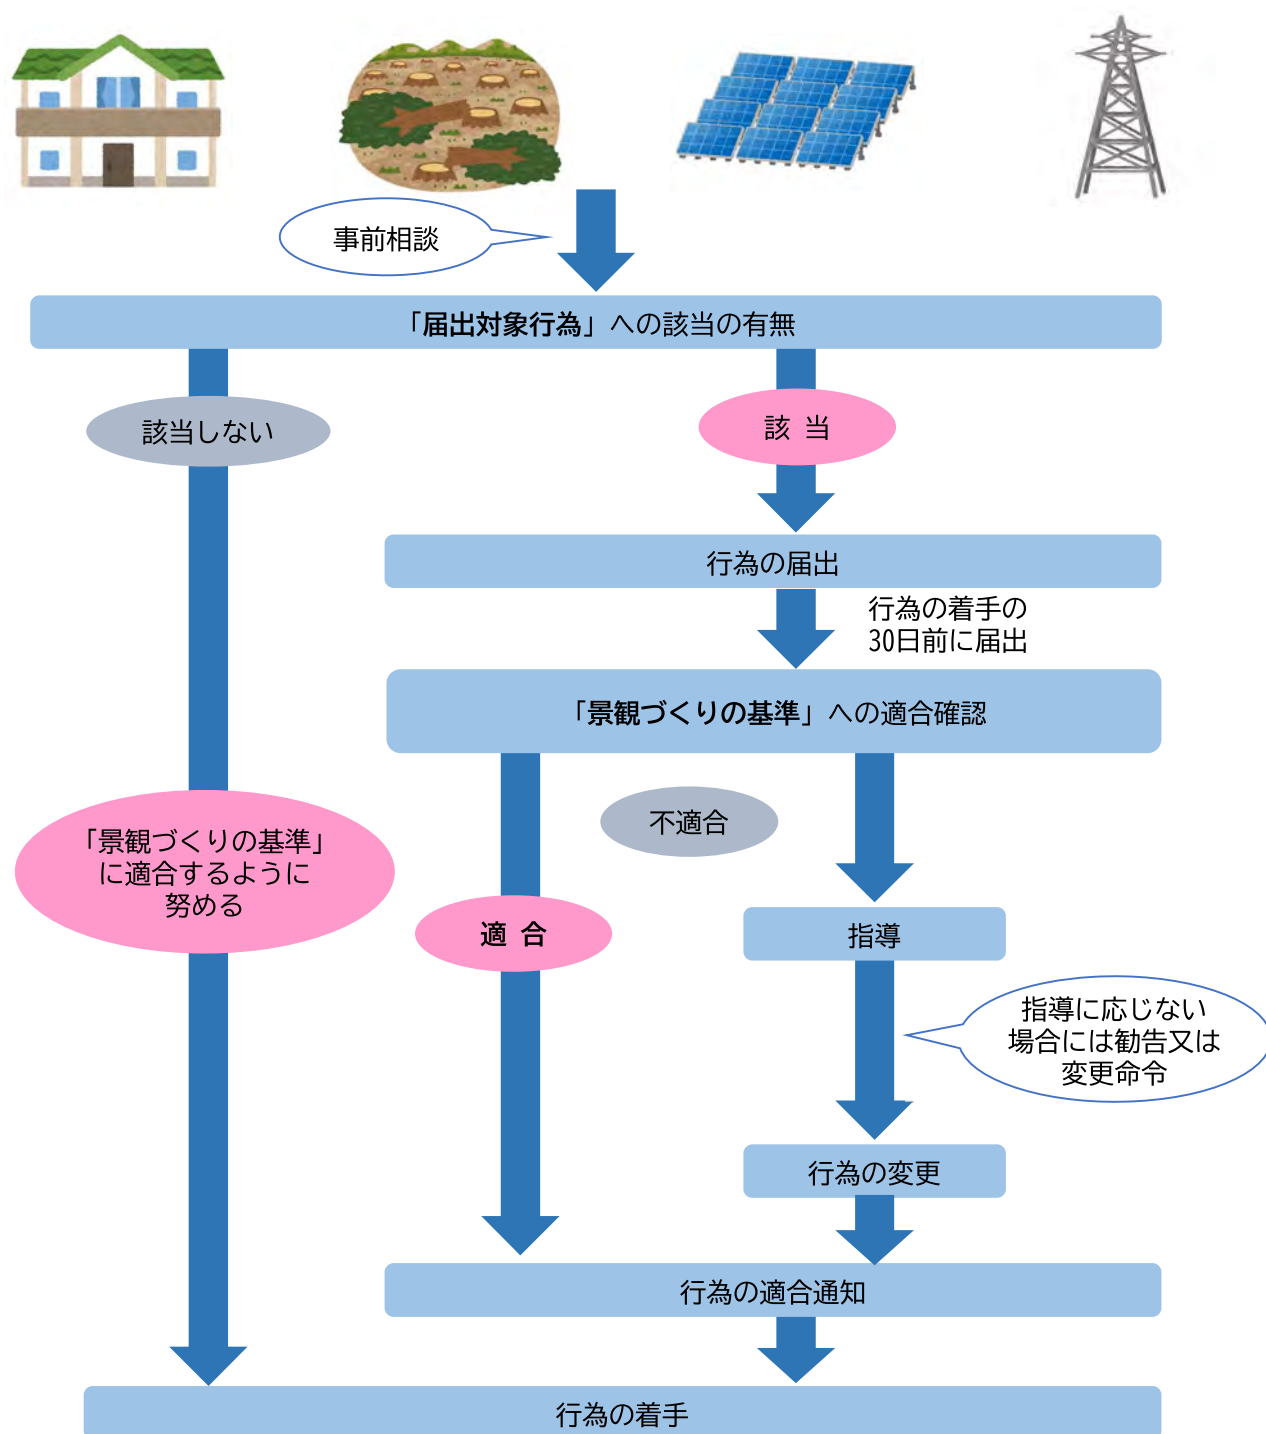 事前相談
「届出対象行為」への該当の有無
該当しない
該 当
行為の届出
行為の着手の
30日前に届出
「景観づくりの基準」への適合確認
不適合
「景観づくりの基準」
に適合するように
努める
適 合
指導
指導に応じない
場合には勧告又は
変更命令
行為の変更
行為の適合通知
行為の着手